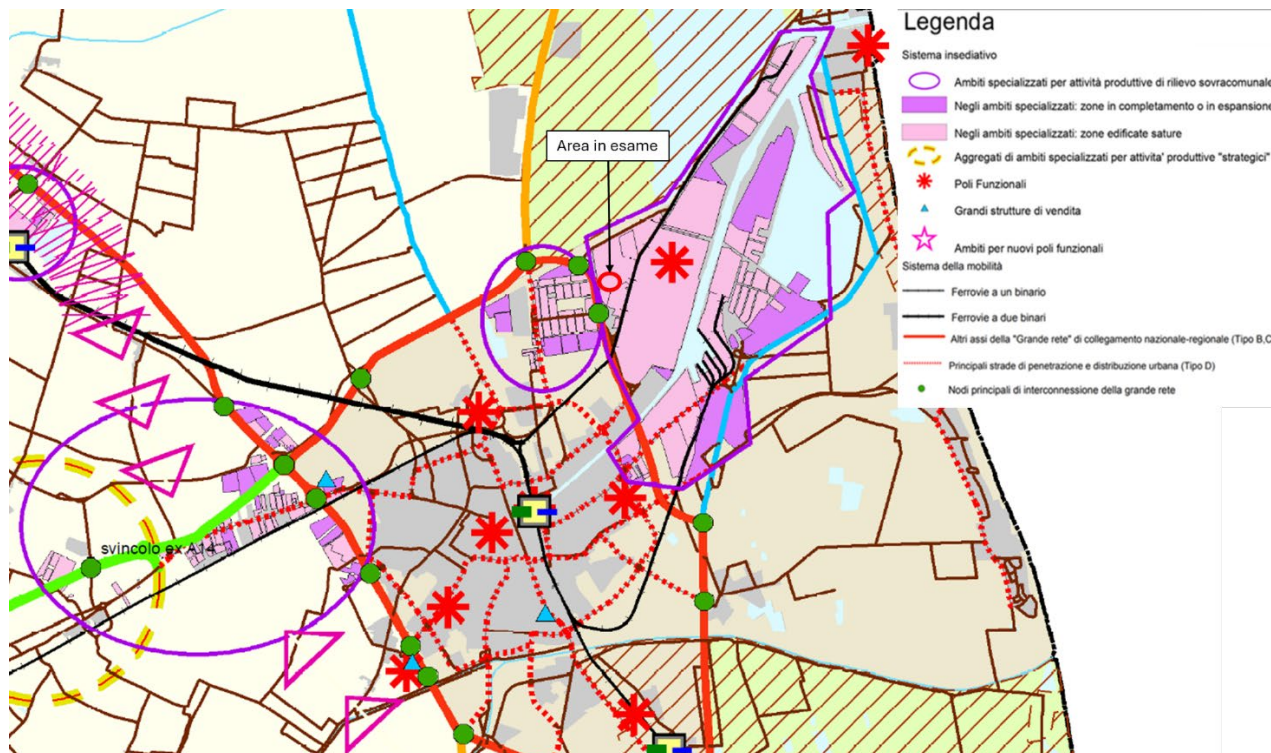 Legenda
Sistema insediativo
Ambiti specializzati per attività produttive di rilievo sovracomunale
Negli ambiti specializzati: zone in completamento o in espansione
Negli ambiti specializzati: zone edificate sature
Aggregati di ambiti specializzati per attivita' produttive "strategici"
Poli Funzionali
Grandi strutture di vendita
Ambiti per nuovi poli funzionali
Sistema della mobilità
Ferrovie a un binario
Ferrovie a due binari
Altri assi della "Grande rete" di collegamento nazionale-regionale (Tipo B,C
Principali strade di penetrazione e distribuzione urbana (Tipo D)
Nodi principali di interconnessione della grande rete
Area in esame
svincolo ex A14